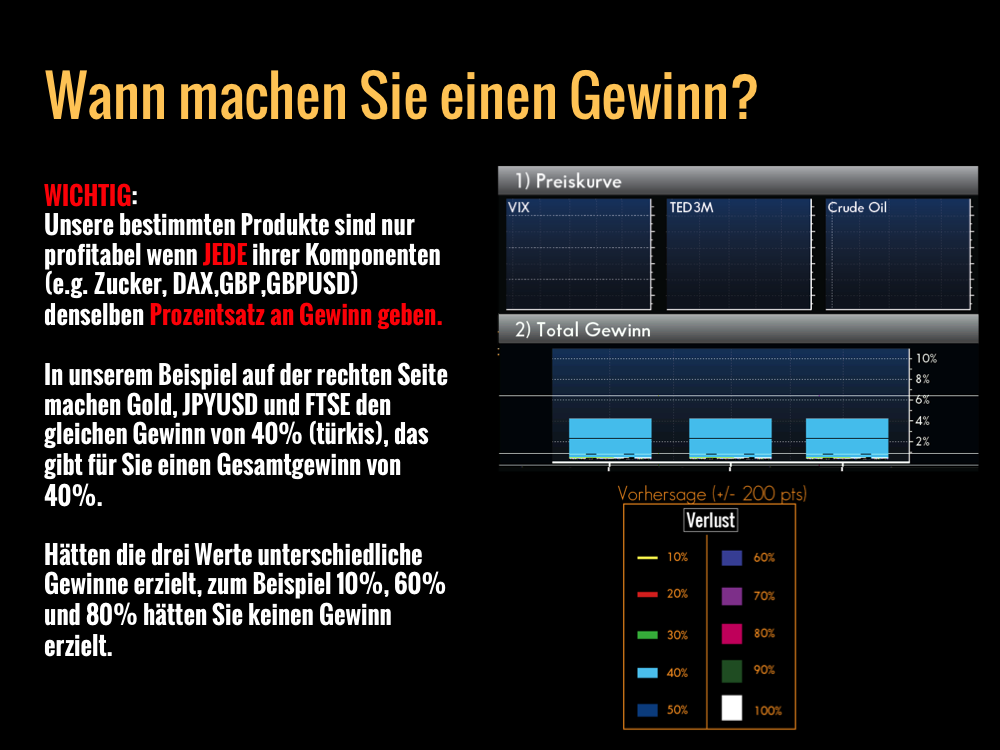 Wann machen Sie einen Gewinn?
WICHTIG:
Unsere bestimmten Produkte sind nur
profitabel wenn JEDE ihrer Komponenten
(e.g. Zucker, DAX,GBP,GBPUSD)
denselben Prozentsatz an Gewinn geben.
In unserem Beispiel auf der rechten Seite
machen Gold, JPYUSD und FTSE den
gleichen Gewinn von 40% (türkis), das
gibt für Sie einen Gesamtgewinn von
40%.
Hätten die drei Werte unterschiedliche
Gewinne erzielt, zum Beispiel 10%, 60%
und 80% hätten Sie keinen Gewinn
erzielt.
1) Preiskurve
VIX TED3M Crude Oil
2) Total Gewinn
10%
8%
6%
4%
2%
Vorhersage (+/- 200 pts)
Verlust
10% 60%
20% 70%
30% 80%
40% 90%
50% 100%